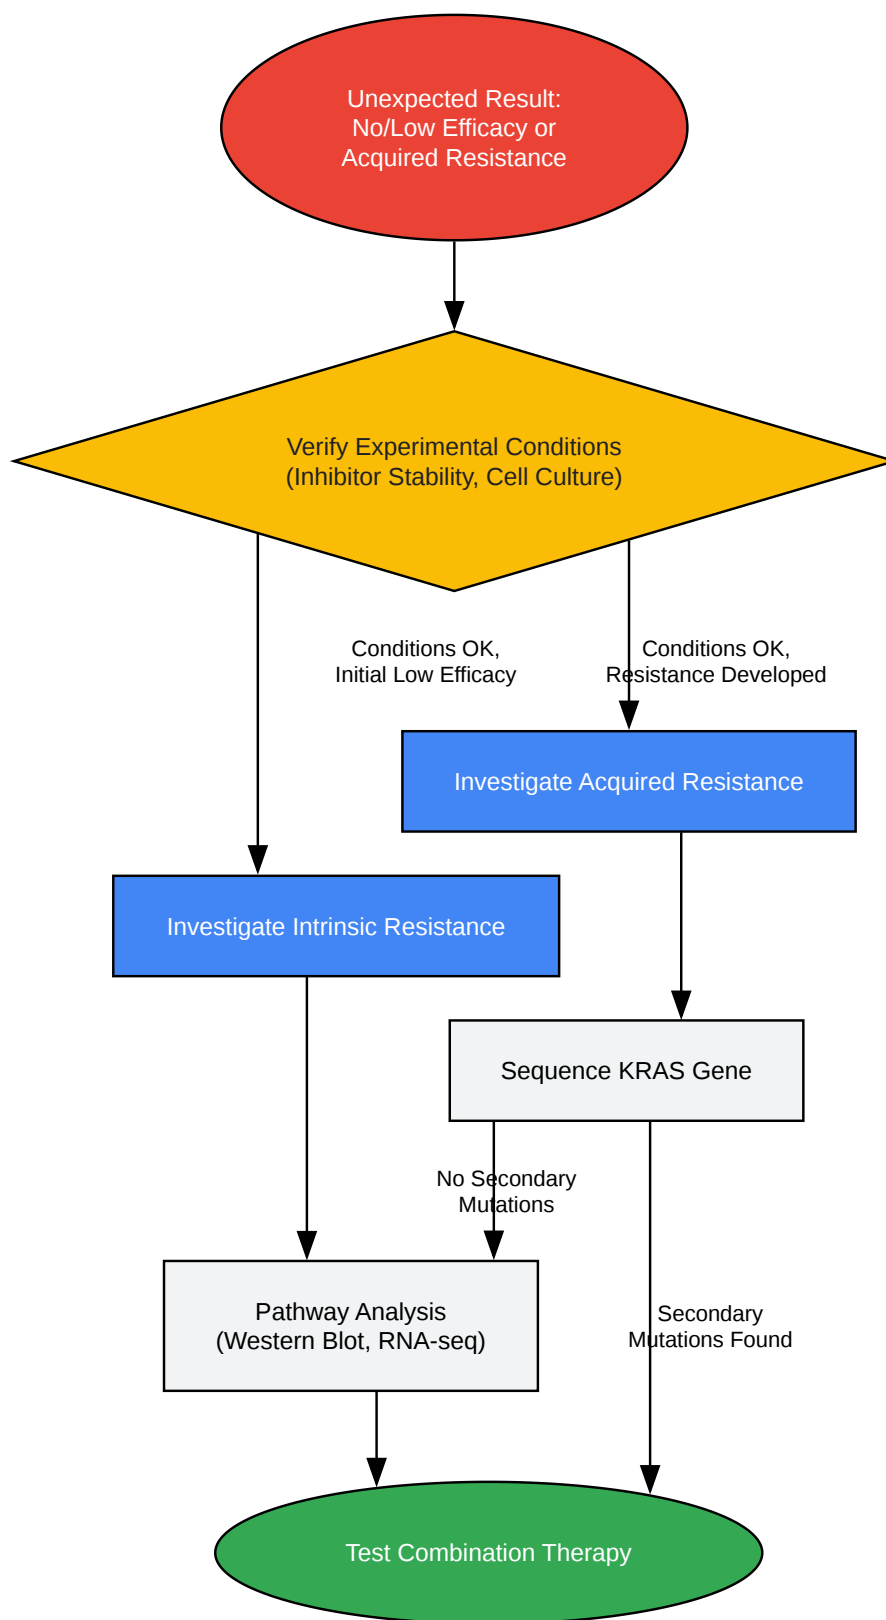 Unexpected Result:
No/Low Efficacy or
Acquired Resistance
Verify Experimental Conditions
(Inhibitor Stability, Cell Culture)
Conditions OK,
Initial Low Efficacy
Conditions OK,
Resistance Developed
Investigate Acquired Resistance
Investigate Intrinsic Resistance
Sequence KRAS Gene
No Secondary
Mutations
Pathway Analysis
(Western Blot, RNA-seq)
Secondary
Mutations Found
Test Combination Therapy